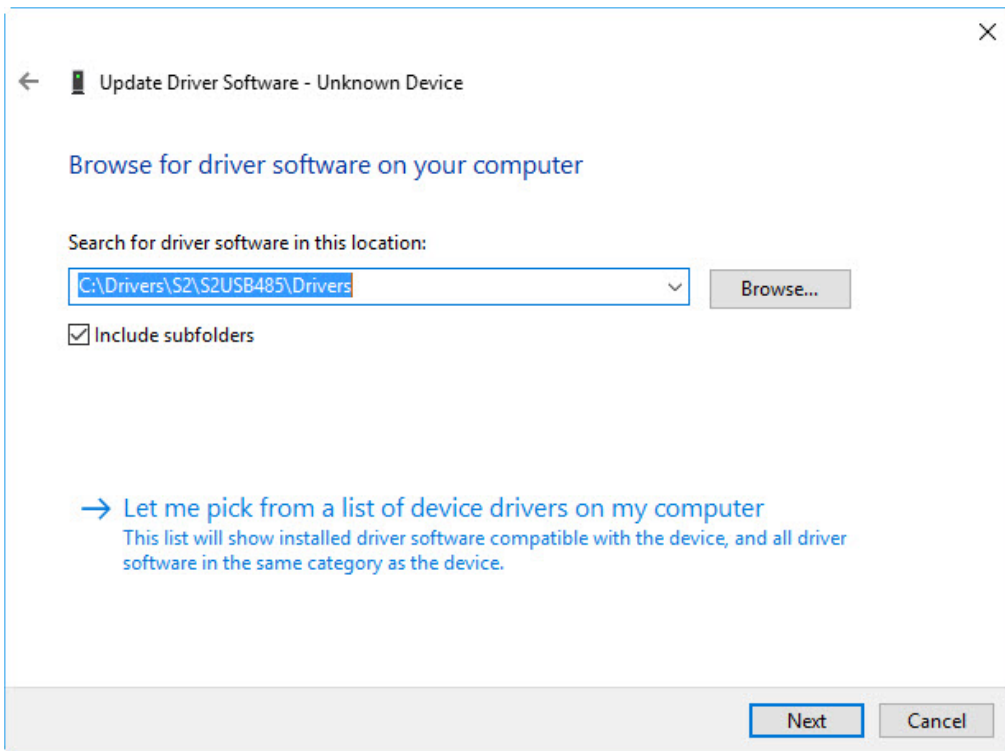 Update Driver Software - Unknown Device
Browse for driver software on your computer
Search for driver software in this location:
C:\Drivers\S2\S2USB485\Drivers
Browse...
Include subfolders
Let me pick from a list of device drivers on my computer
This list will show installed driver software compatible with the device, and all driver
software in the same category as the device.
Next
Cancel